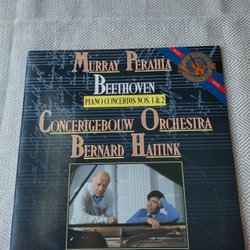 MURRAY PERAHIA
BEETHOVEN
PIANO CONCERTOS NOS. 1 & 2
CONCERTGEBOUW ORCHESTRA
BERNARD HAITINK